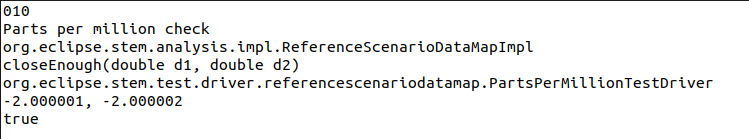 010
Parts per million check
org.eclipse.stem.analysis.impl.ReferenceScenarioDataMapImpl
closeEnough(double d1, double d2)
org.eclipse.stem.test.driver.referencescenariodatamap.PartsPerMillionTestDriver
-2.000001, -2.000002
true